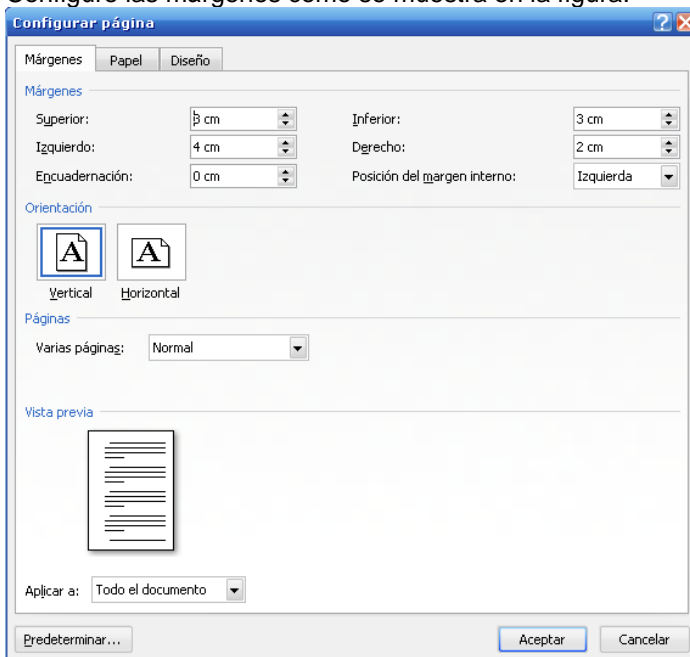 Configure las márgenes como se muestra en la figura.
Configurar página
Márgenes Papel Diseño
Márgenes
Superior: 3 cm Inferior: 3 cm
Izquierdo: 4 cm Derecho: 2 cm
Encuadernación: 0 cm Posición del margen interno: Izquierda
Orientación
A A
Vertical Horizontal
Páginas
Varias páginas: Normal
Vista previa
Aplicar a: Todo el documento
Predeterminar... Aceptar Cancelar